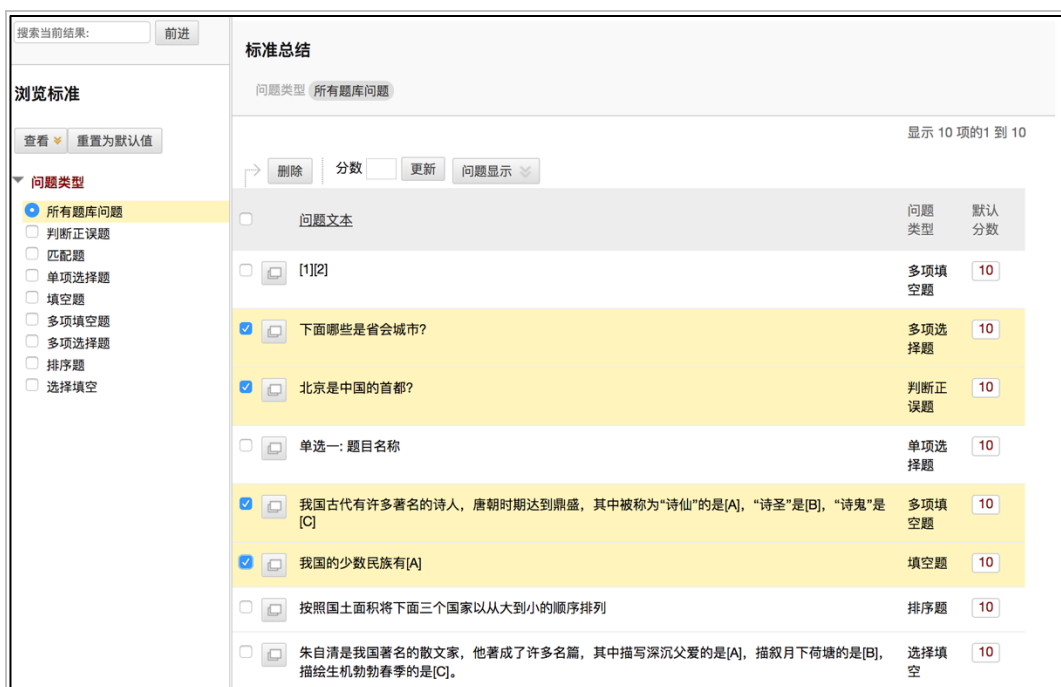 搜索当前结果:
前进
浏览标准
查看
重置为默认值
问题类型
所有题库问题
判断正误题
匹配题
单项选择题
填空题
多项填空题
多项选择题
排序题
选择填空
标准总结
问题类型 所有题库问题
显示 10 项的1 到 10
删除 分数 更新 问题显示
问题文本
问题
类型
默认
分数
[1][2]
多项填
空题
10
下面哪些是省会城市?
多项选
择题
10
北京是中国的首都?
判断正
误题
10
单选一: 题目名称
单项选
择题
10
我国古代有许多著名的诗人，唐朝时期达到鼎盛，其中被称为“诗仙”的是[A]，“诗圣”是[B]，“诗鬼”是
[C]
多项填
空题
10
我国的少数民族有[A]
填空题
10
按照国土面积将下面三个国家以从大到小的顺序排列
排序题
10
朱自清是我国著名的散文家，他著成了许多名篇，其中描写深沉父爱的是[A]，描叙月下荷塘的是[B]，
描绘生机勃勃春季的是[C]。
选择填
空
10